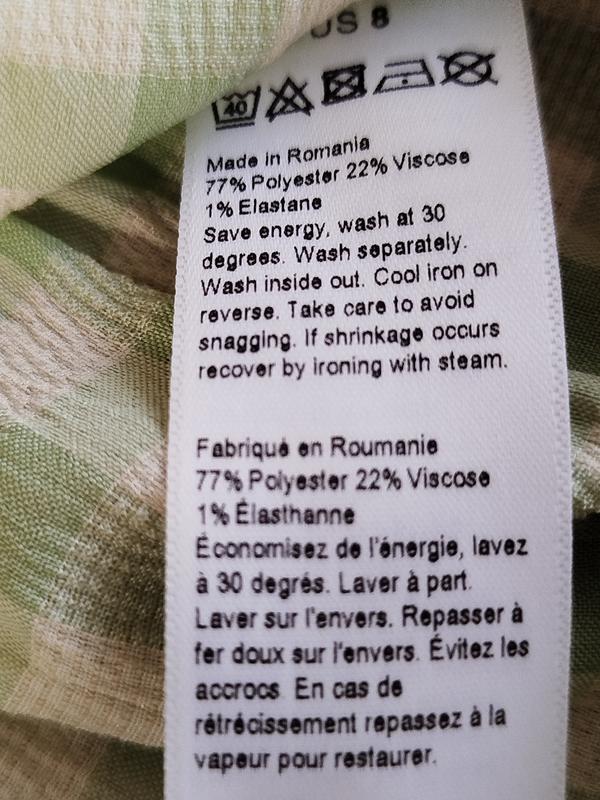 US 8
40
Made in Romania
77% Polyester 22% Viscose
1% Elastane
Save energy, wash at 30
degrees. Wash separately.
Wash inside out. Cool iron on
reverse. Take care to avoid
snagging. If shrinkage occurs
recover by ironing with steam.
Fabriqué en Roumanie
77% Polyester 22% Viscose
1% Élasthanne
Économisez de l'énergie, lavez
à 30 degrés. Laver à part.
Laver sur l'envers. Repasser à
fer doux sur l'envers. Évitez les
accrocs. En cas de
rétrécissement repassez à la
vapeur pour restaurer.